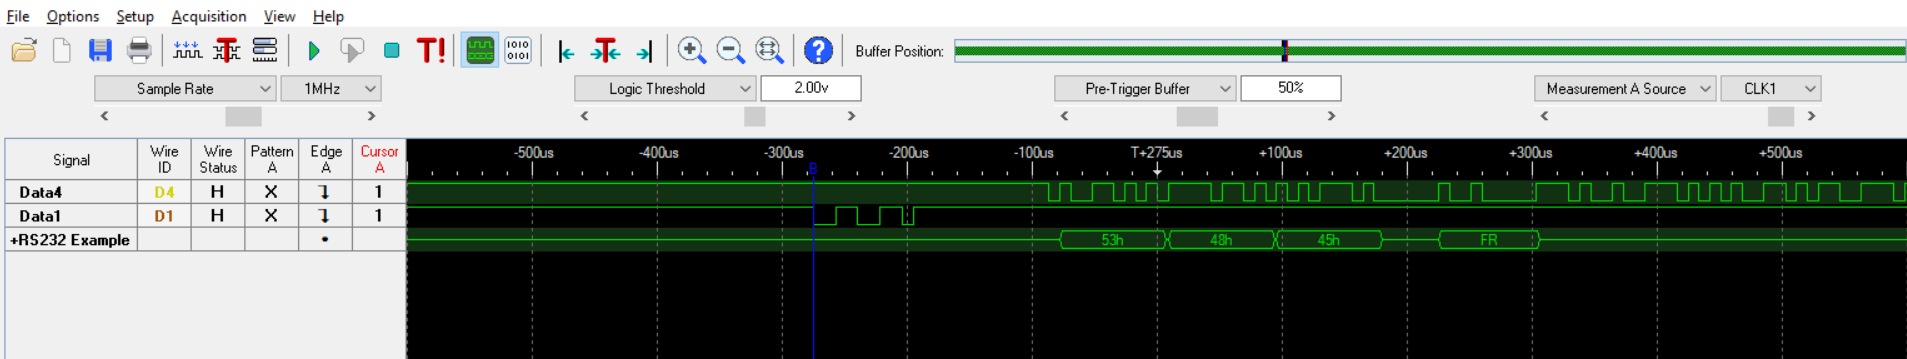 File Options Setup Acquisition View Help
T! 1010 0101 ? Buffer Position:
Sample Rate 1MHz Logic Threshold 2.00v Pre-Trigger Buffer 50% Measurement A Source CLK1
Signal Wire ID Wire Status Pattern A Edge A Cursor A -500us -400us -300us -200us -100us T+275us +100us +200us +300us +400us +500us
B
Data4 D4 H X 1
Data1 D1 H X 1
+RS232 Example 53h 48h 45h FR